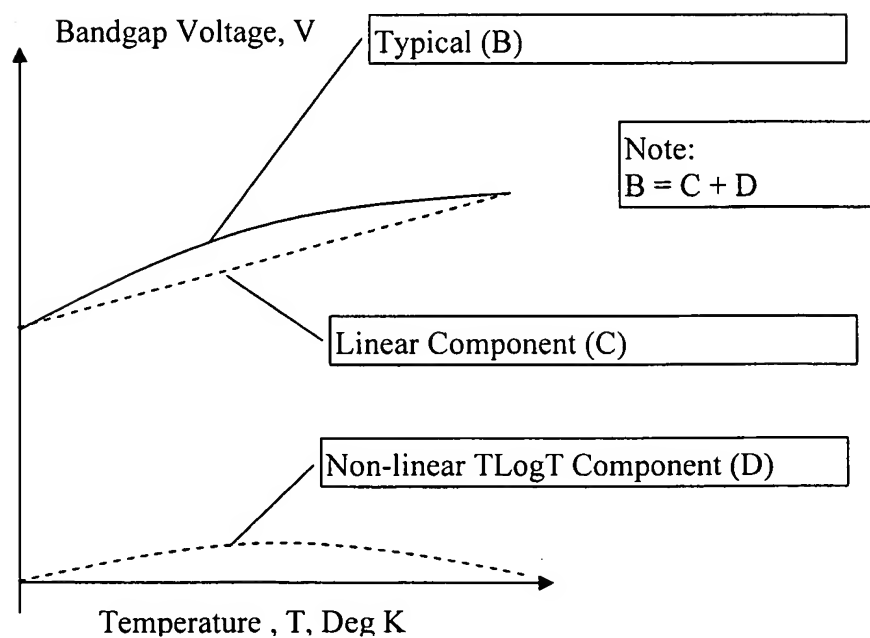 Bandgap Voltage, V
Typical (B)
Note:
B = C + D
Linear Component (C)
Non-linear TLogT Component (D)
Temperature , T, Deg K